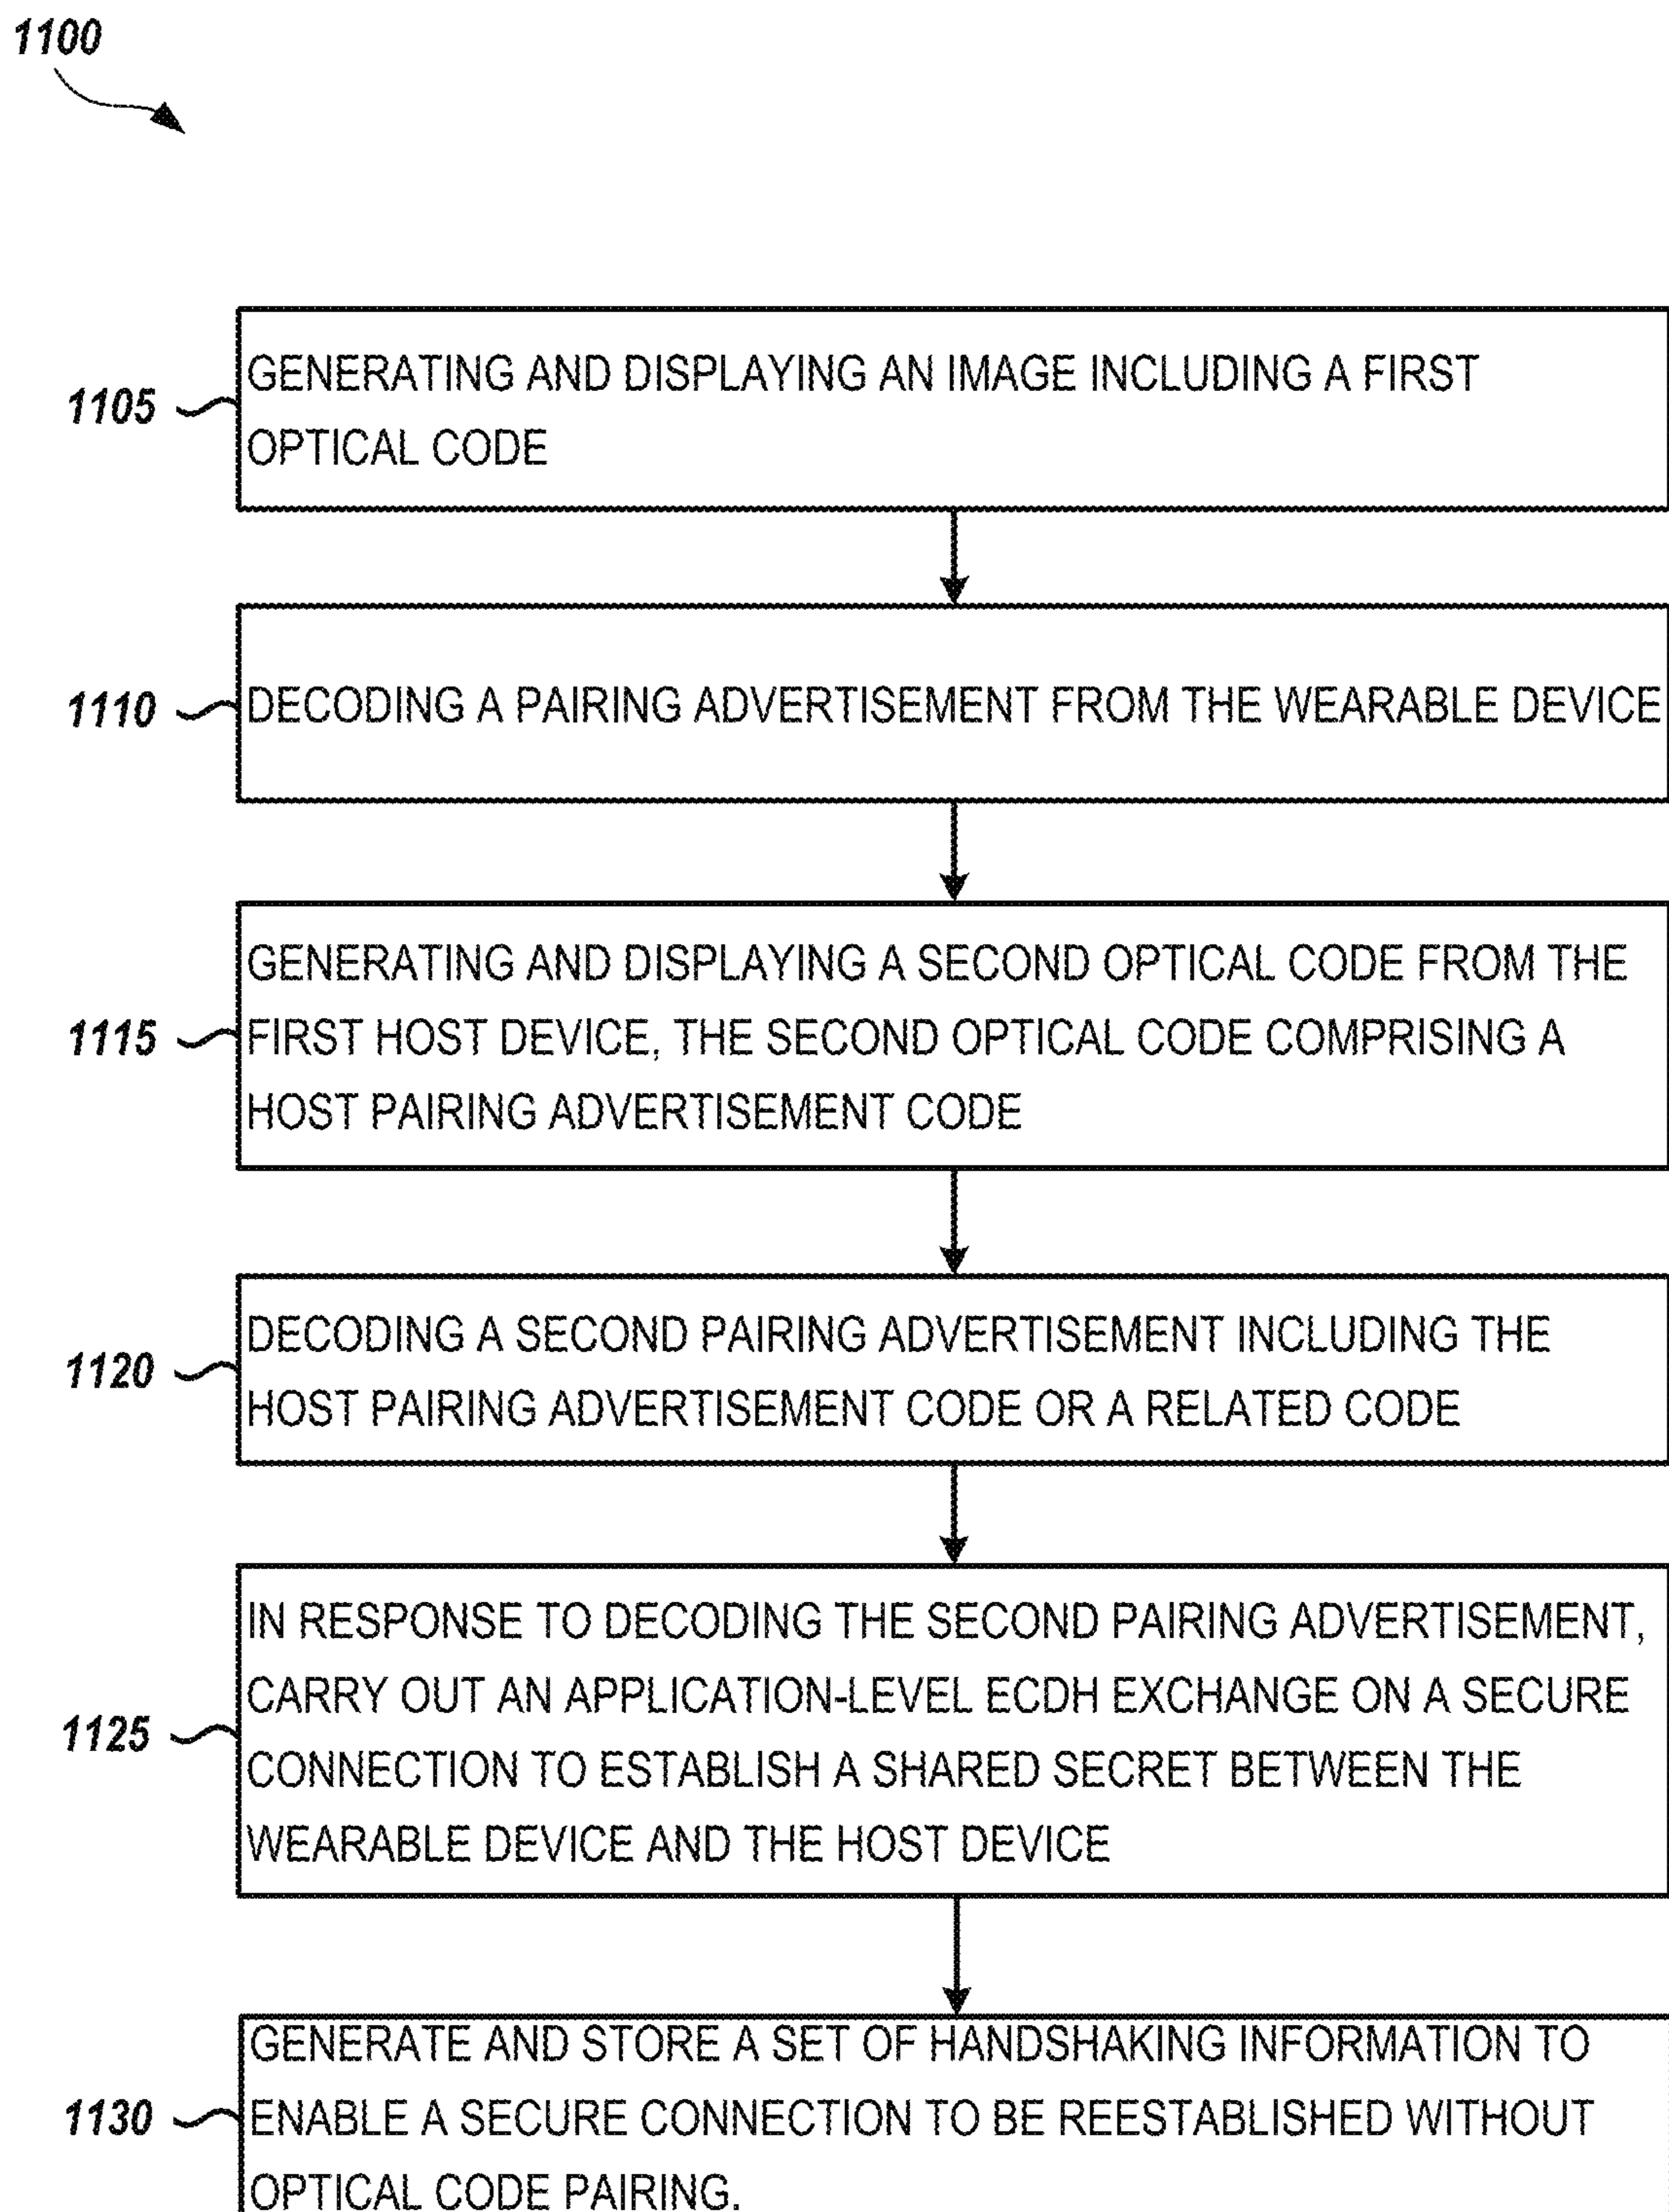 1100
1105
GENERATING AND DISPLAYING AN IMAGE INCLUDING A FIRST
OPTICAL CODE
1110
DECODING A PAIRING ADVERTISEMENT FROM THE WEARABLE DEVICE
1115
GENERATING AND DISPLAYING A SECOND OPTICAL CODE FROM THE
FIRST HOST DEVICE, THE SECOND OPTICAL CODE COMPRISING A
HOST PAIRING ADVERTISEMENT CODE
1120
DECODING A SECOND PAIRING ADVERTISEMENT INCLUDING THE
HOST PAIRING ADVERTISEMENT CODE OR A RELATED CODE
1125
IN RESPONSE TO DECODING THE SECOND PAIRING ADVERTISEMENT,
CARRY OUT AN APPLICATION-LEVEL ECDH EXCHANGE ON A SECURE
CONNECTION TO ESTABLISH A SHARED SECRET BETWEEN THE
WEARABLE DEVICE AND THE HOST DEVICE
1130
GENERATE AND STORE A SET OF HANDSHAKING INFORMATION TO
ENABLE A SECURE CONNECTION TO BE REESTABLISHED WITHOUT
OPTICAL CODE PAIRING.